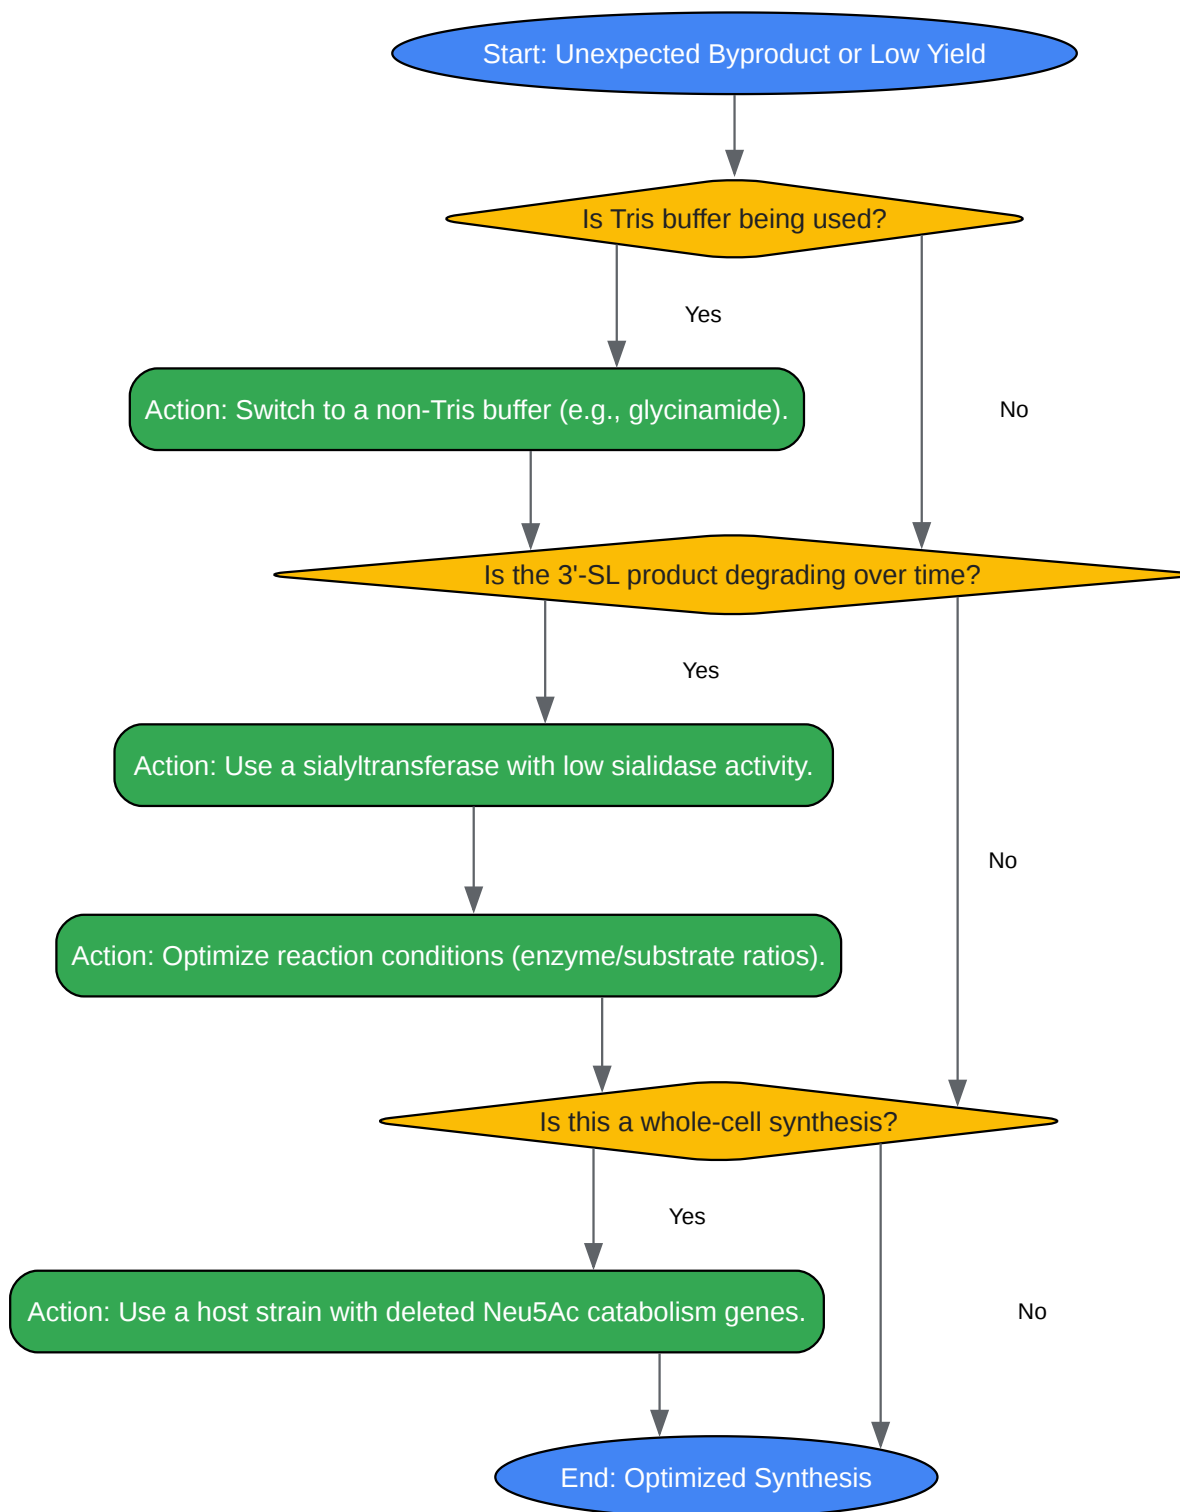 Start: Unexpected Byproduct or Low Yield
Is Tris buffer being used?
Yes
Action: Switch to a non-Tris buffer (e.g., glycinamide).
No
Is the 3'-SL product degrading over time?
Yes
Action: Use a sialyltransferase with low sialidase activity.
No
Action: Optimize reaction conditions (enzyme/substrate ratios).
Is this a whole-cell synthesis?
Yes
Action: Use a host strain with deleted Neu5Ac catabolism genes.
No
End: Optimized Synthesis